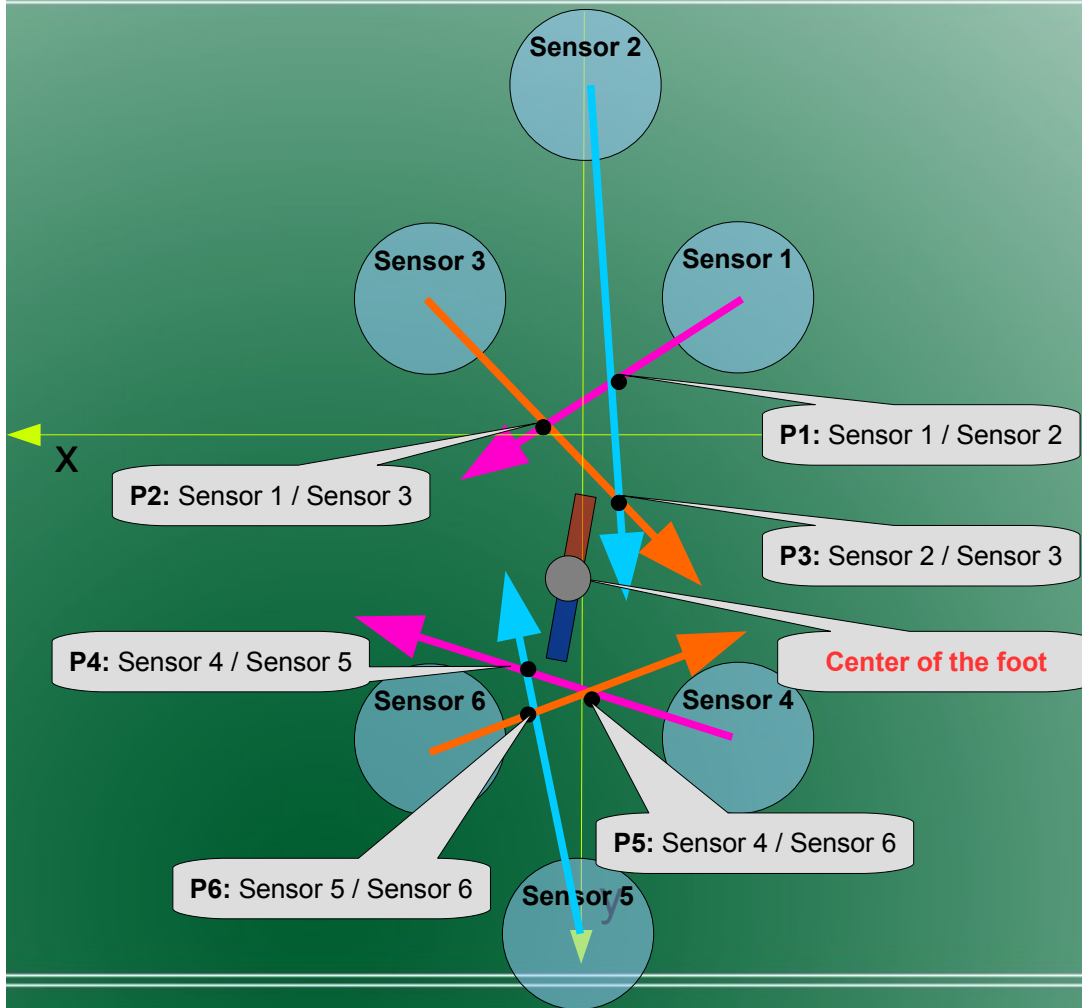 Sensor 2
Sensor 3
Sensor 1
P1: Sensor 1 / Sensor 2
X
P2: Sensor 1 / Sensor 3
P3: Sensor 2 / Sensor 3
P4: Sensor 4 / Sensor 5
Center of the foot
Sensor 6
Sensor 4
P5: Sensor 4 / Sensor 6
P6: Sensor 5 / Sensor 6
Sensor 5
y